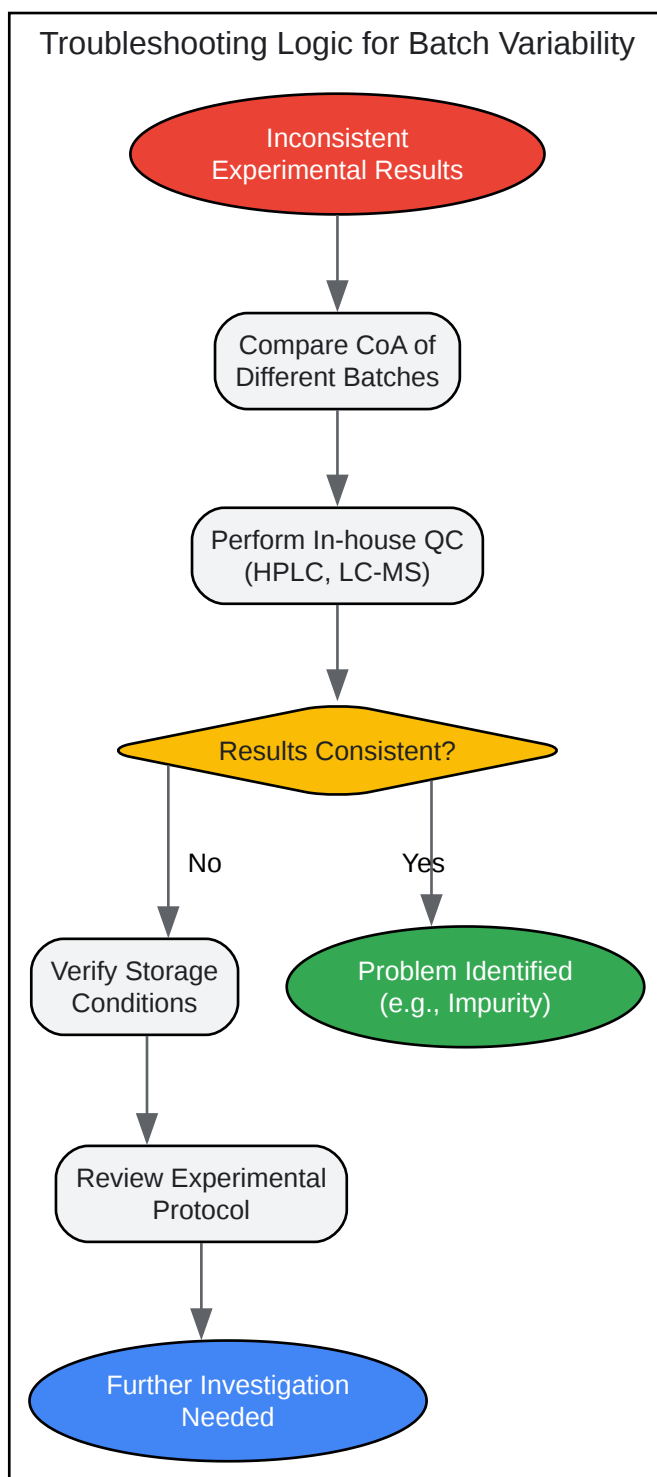 Troubleshooting Logic for Batch Variability
Inconsistent
Experimental Results
Compare CoA of
Different Batches
Perform In-house QC
(HPLC, LC-MS)
Results Consistent?
No
Yes
Verify Storage
Conditions
Problem Identified
(e.g., Impurity)
Review Experimental
Protocol
Further Investigation
Needed